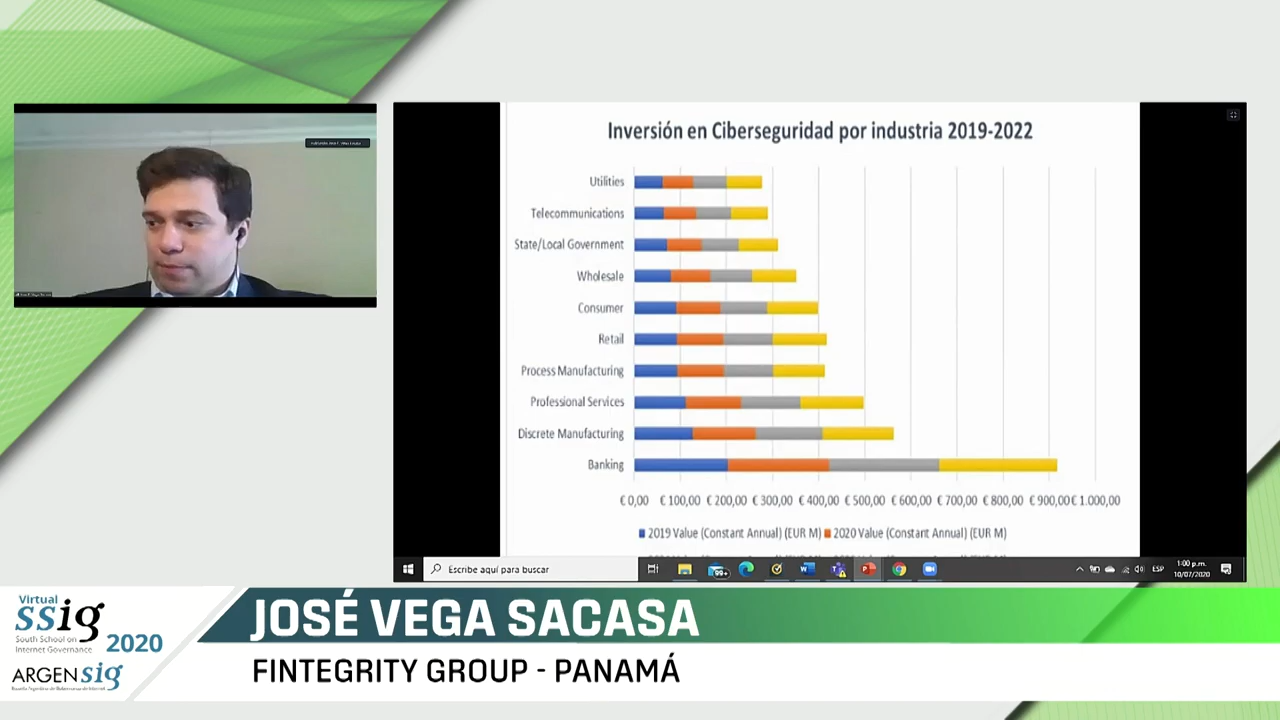 Inversión en Ciberseguridad por industria 2019-2022
Utilities
Telecommunications
State/Local Government
Wholesale
Consumer
Retail
Process Manufacturing
Professional Services
Discrete Manufacturing
Banking
€ 0,00 € 100,00 € 200,00 € 300,00 € 400,00 € 500,00 € 600,00 € 700,00 € 800,00 € 900,00 € 1.000,00
2019 Value (Constant Annual) (EUR M) 2020 Value (Constant Annual) (EUR M)
Escribe aquí para buscar
99+
ESP
1:00 p.m.
10/07/2020
Virtual
ssig
South School on
Internet Governance
2020
ARGENsig
JOSÉ VEGA SACASA
FINTEGRITY GROUP - PANAMÁ